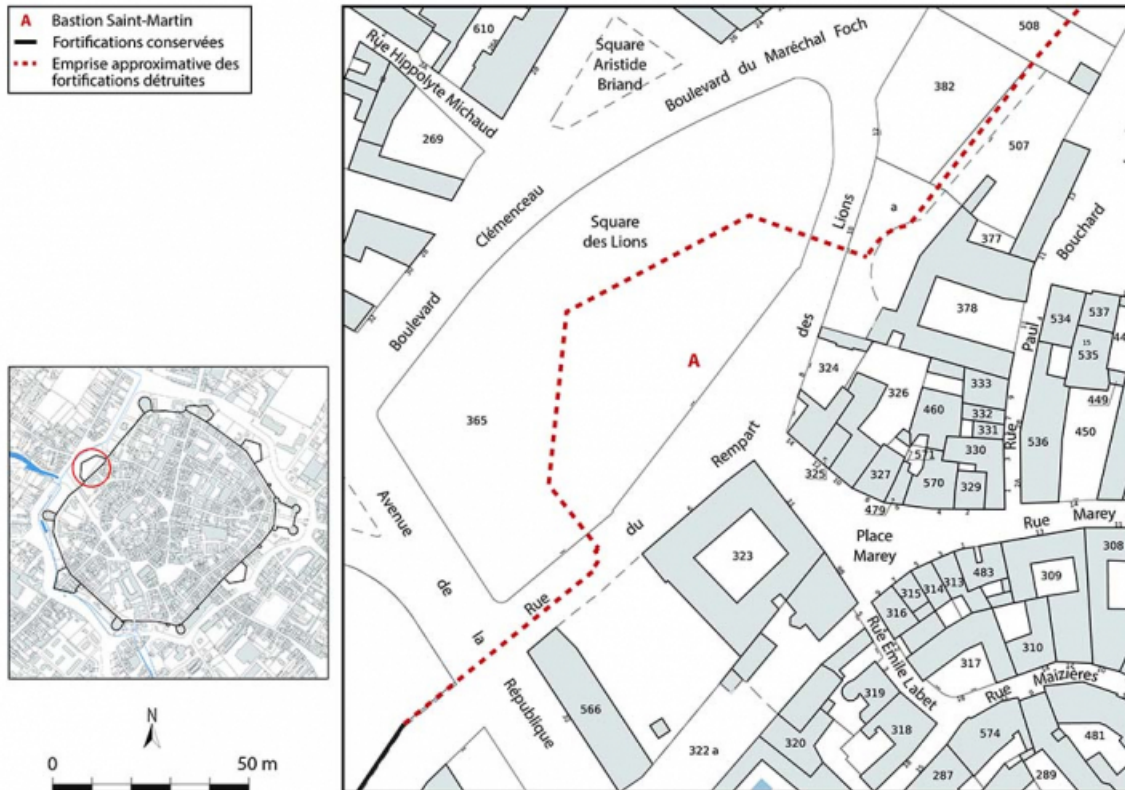 A Bastion Saint-Martin
Fortifications conservées
Emprise approximative des
fortifications détruites
N
0 50 m
610
Rue Hippolyte Michaud
269
Square
Aristide
Briand
Boulevard du Maréchal Foch
508
382
507
Boulevard Clémenceau
Square
des Lions
Rue des Lions
a
377
378
Rue Paul Bouchard
534
537
535
15
449
450
536
A
365
324
326
333
332
331
460
571
330
325
327
570
329
479
Avenue de la République
Rue du Rempart
323
Place
Marey
Rue Marey
308
309
483
313
314
315
316
310
317
Rue Émile Labet
Rue Maizières
566
322 a
319
318
320
574
481
287
289